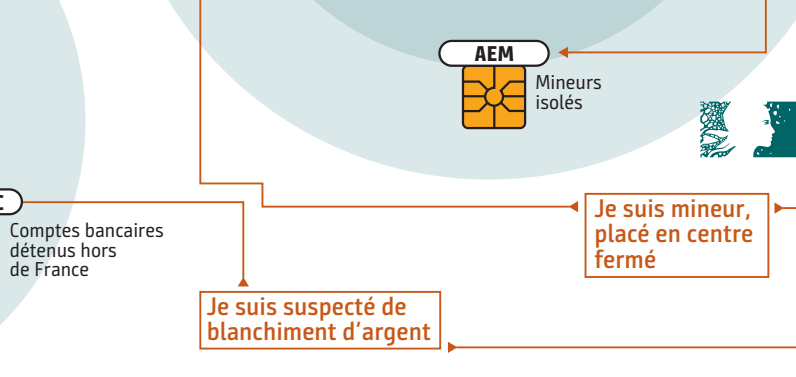 AEM
Mineurs
isolés
Je suis mineur,
placé en centre
fermé
Comptes bancaires
détenus hors
de France
Je suis suspecté de
blanchiment d’argent